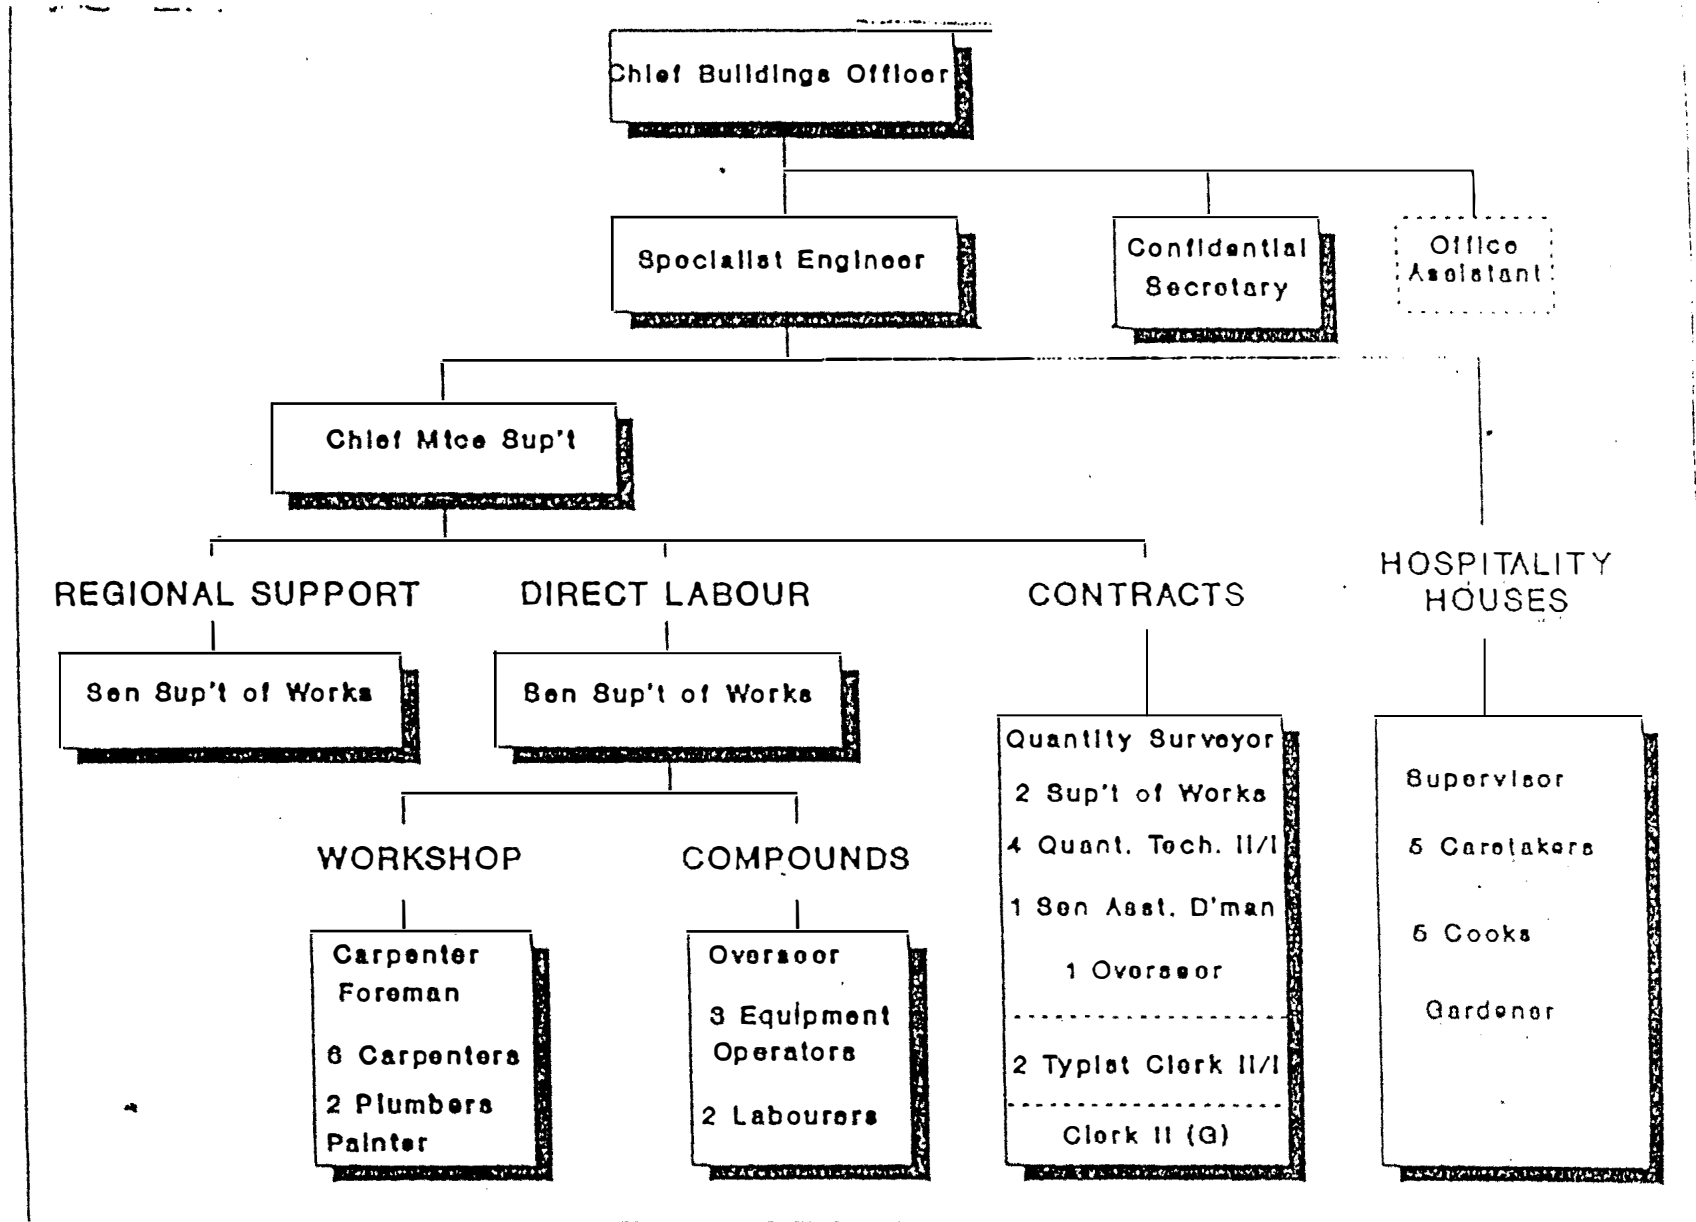 Chief Buildings Officer
Specialist Engineer
Confidential
Secretary
Office
Assistant
Chief Mtce Sup't
REGIONAL SUPPORT
DIRECT LABOUR
CONTRACTS
HOSPITALITY
HOUSES
Sen Sup't of Works
Sen Sup't of Works
WORKSHOP
COMPOUNDS
Carpenter
Foreman
6 Carpenters
2 Plumbers
Painter
Overseer
3 Equipment
Operators
2 Labourers
Quantity Surveyor
2 Sup't of Works
4 Quant. Tech. II/I
1 Sen Asst. D'man
1 Overseer
2 Typist Clerk II/I
Clerk II (G)
Supervisor
5 Caretakers
5 Cooks
Gardener